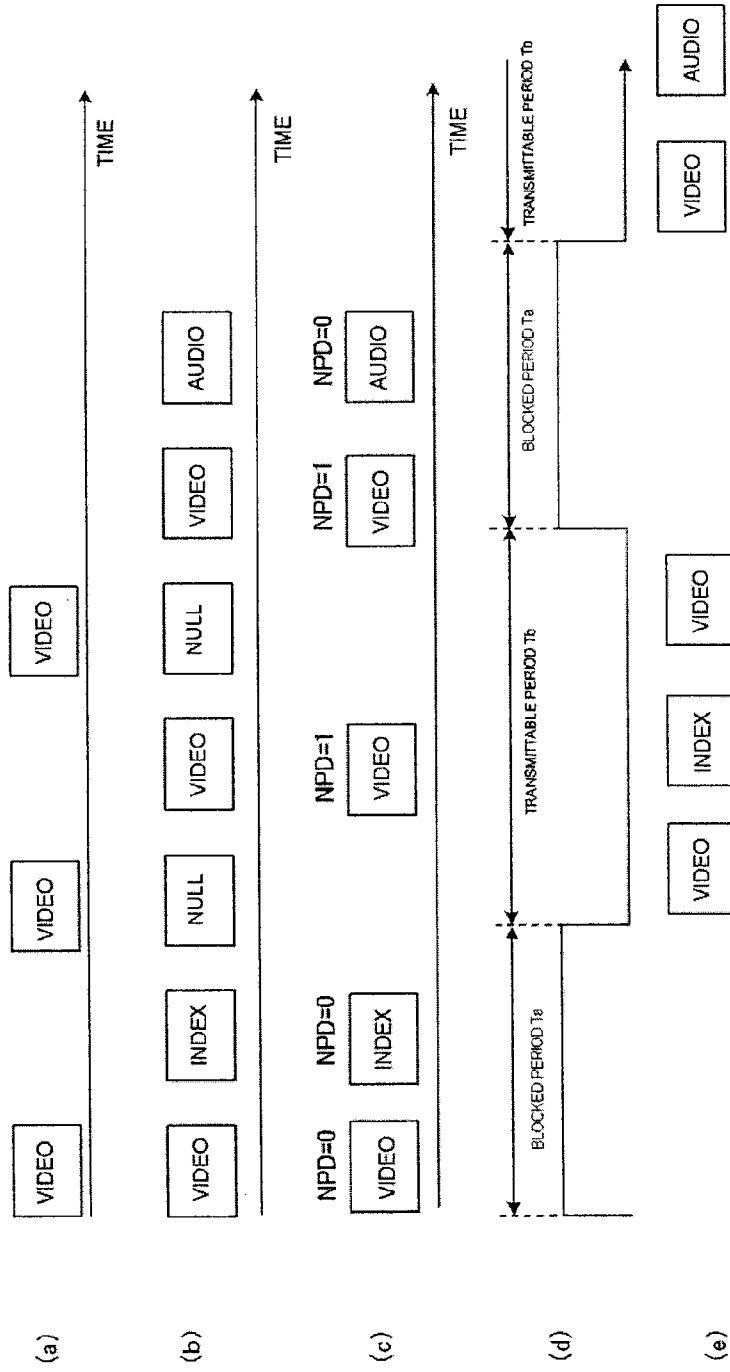 (a)
VIDEO
VIDEO
VIDEO
TIME
(b)
VIDEO
INDEX
NULL
VIDEO
NULL
VIDEO
AUDIO
TIME
(c)
NPD=0
VIDEO
NPD=0
INDEX
NPD=1
VIDEO
NPD=1
VIDEO
NPD=0
AUDIO
TIME
(d)
BLOCKED PERIOD Ta
TRANSMITTABLE PERIOD Tb
BLOCKED PERIOD Ta
TRANSMITTABLE PERIOD Tb
(e)
VIDEO
INDEX
VIDEO
VIDEO
AUDIO